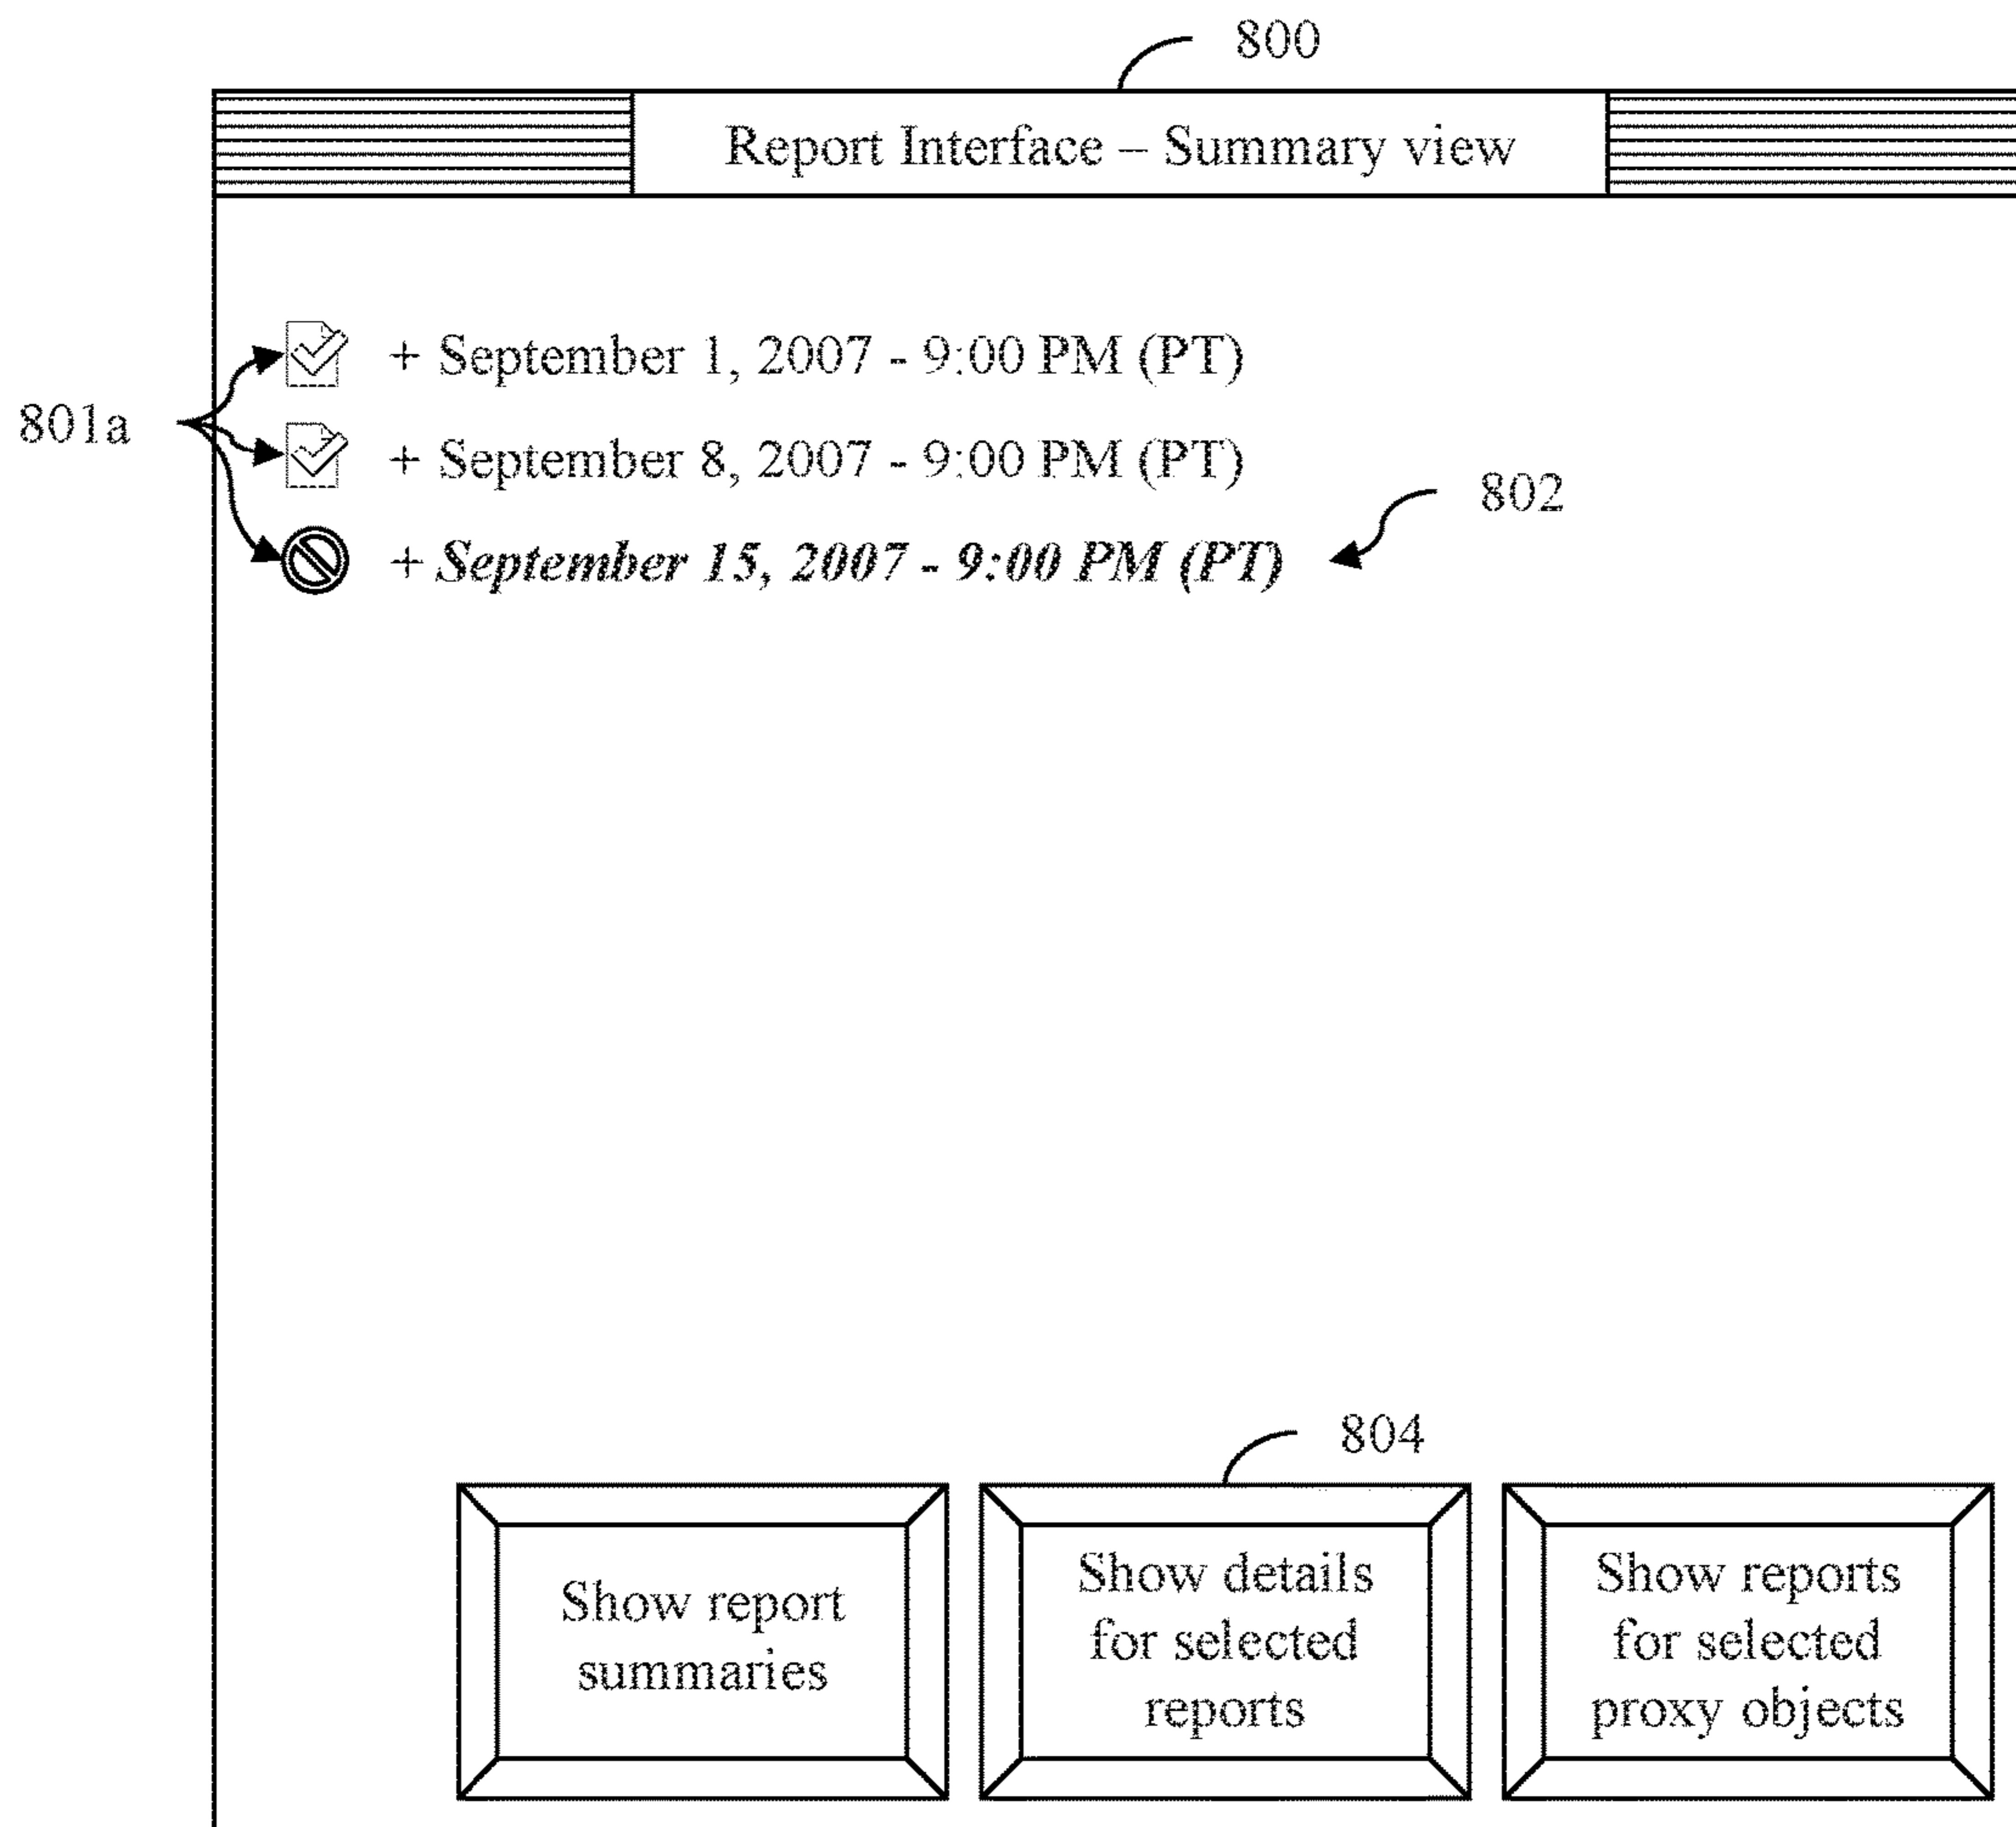 800
Report Interface – Summary view
+ September 1, 2007 - 9:00 PM (PT)
801a
+ September 8, 2007 - 9:00 PM (PT)
802
+ September 15, 2007 - 9:00 PM (PT)
804
Show report
summaries
Show details
for selected
reports
Show reports
for selected
proxy objects